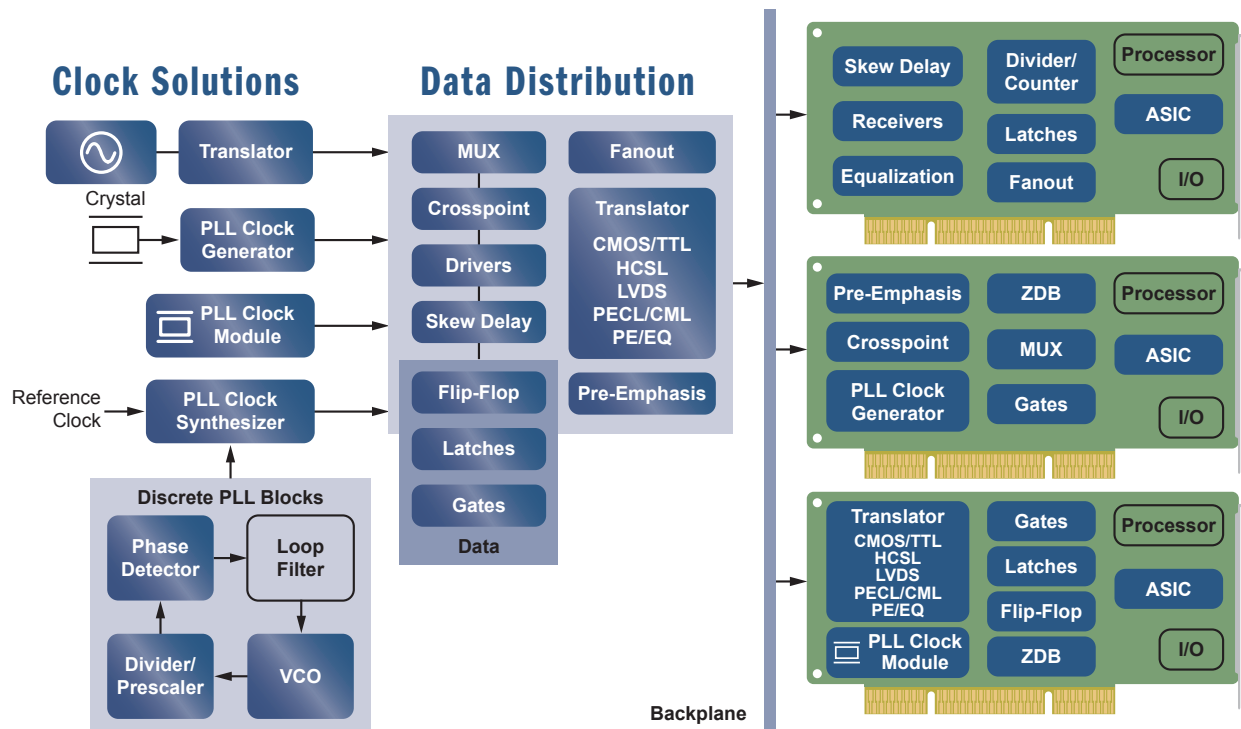 Clock Solutions
Data Distribution
Translator
Crystal
PLL Clock
Generator
PLL Clock
Module
Reference
Clock
PLL Clock
Synthesizer
Discrete PLL Blocks
Phase
Detector
Loop
Filter
Divider/
Prescaler
VCO
MUX
Crosspoint
Drivers
Skew Delay
Flip-Flop
Latches
Gates
Data
Fanout
Translator
CMOS/TTL
HCSL
LVDS
PECL/CML
PE/EQ
Pre-Emphasis
Backplane
Skew Delay
Receivers
Equalization
Divider/
Counter
Latches
Fanout
Processor
ASIC
I/O
Pre-Emphasis
Crosspoint
PLL Clock
Generator
ZDB
MUX
Gates
Processor
ASIC
I/O
Translator
CMOS/TTL
HCSL
LVDS
PECL/CML
PE/EQ
PLL Clock
Module
Gates
Latches
Flip-Flop
ZDB
Processor
ASIC
I/O